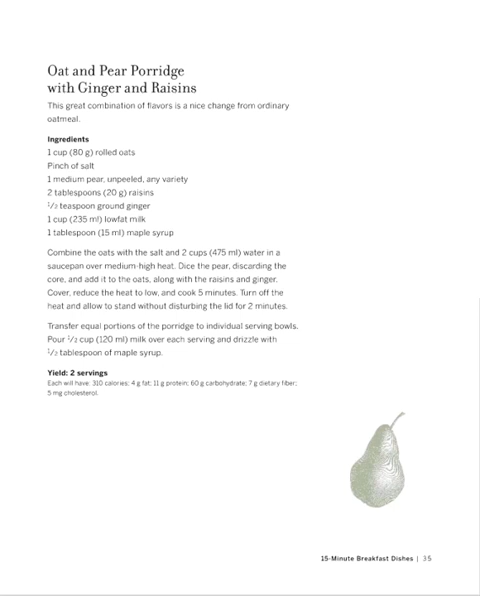 Oat and Pear Porridge
with Ginger and Raisins
This great combination of flavors is a nice change from ordinary
oatmeal.
Ingredients
1 cup (80 g) rolled oats
Pinch of salt
1 medium pear, unpeeled, any variety
2 tablespoons (20 g) raisins
1/2 teaspoon ground ginger
1 cup (235 ml) lowfat milk
1 tablespoon (15 ml) maple syrup
Combine the oats with the salt and 2 cups (475 ml) water in a
saucepan over medium-high heat. Dice the pear, discarding the
core, and add it to the oats, along with the raisins and ginger.
Cover, reduce the heat to low, and cook 5 minutes. Turn off the
heat and allow to stand without disturbing the lid for 2 minutes.
Transfer equal portions of the porridge to individual serving bowls.
Pour 1/2 cup (120 ml) milk over each serving and drizzle with
1/2 tablespoon of maple syrup.
Yield: 2 servings
Each will have: 310 calories; 4 g fat; 11 g protein; 60 g carbohydrate; 7 g dietary fiber;
5 mg cholesterol.
15-Minute Breakfast Dishes | 35